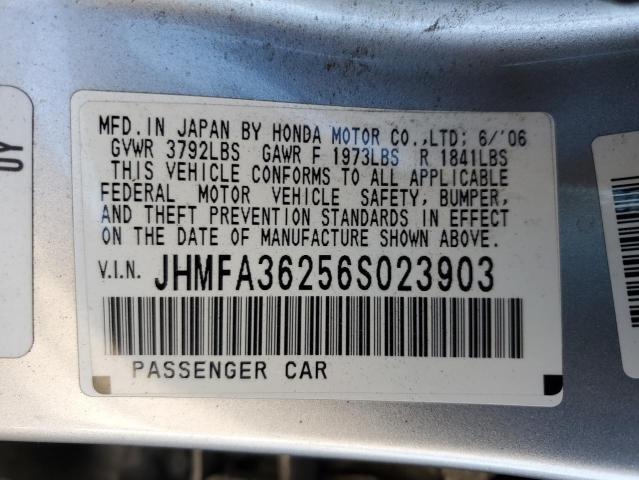 MFD. IN JAPAN BY HONDA MOTOR CO.,LTD; 6/'06
GVWR 3792LBS GAWR F 1973LBS R 1841LBS
THIS VEHICLE CONFORMS TO ALL APPLICABLE
FEDERAL MOTOR VEHICLE SAFETY, BUMPER,
AND THEFT PREVENTION STANDARDS IN EFFECT
ON THE DATE OF MANUFACTURE SHOWN ABOVE.
V.I.N. JHMFA36256S023903
PASSENGER CAR
OY